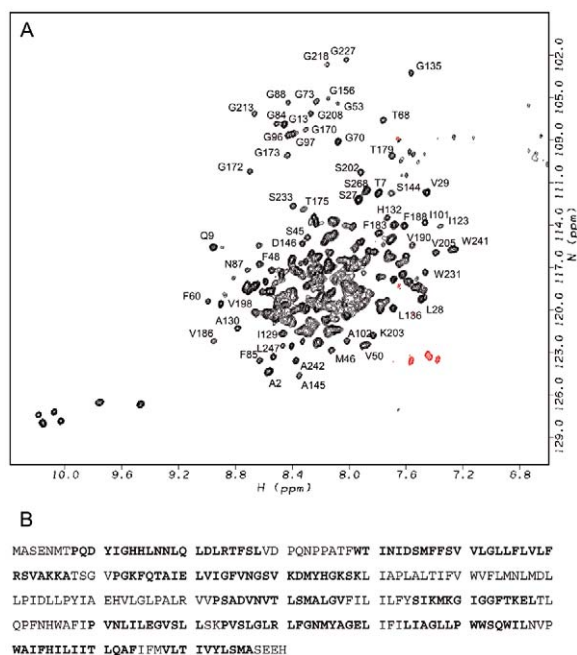 A
G218
G227
G135
102.0
G88
G73
G156
G53
105.0
G213
G84
G13
G208
T68
G96
G97
G170
G70
108.0
G173
T179
G172
S202
S268
T7
S144
V29
111.0
S27
S233
T175
H132
F188
I101
I123
114.0
Q9
S45
F183
D146
V190
V205
W241
F48
117.0
N87
W231
F60
V198
L136
L28
120.0
A130
V186
I129
A102
K203
F85
L247
M46
V50
123.0
A242
A2
A145
126.0
129.0
N (ppm)
10.0 9.6 9.2 8.8 8.4 8.0 7.6 7.2 6.8
H (ppm)
B
MASENMTPQD YIGHHLNNLQ LDLRTFSLVD PQNPPATFWT INIDSMFFSV VLGLLFLVLF
RSVAKKATSG VPGKFQTAIE LVIGFVNGSV KDMYHGKSKL IAPLALTIFV WVFLMNLMDL
LPIDLLPYIA EHVLGLPALR VVPSADVNVT LSMALGVFIL ILFYSIKMKG IGGFTKELTL
QPFNHWAFIP VNLILEGVSL LSKPVSLGLR LFGNMYAGEL IFILIAGLLP WWSQWILNVP
WAIFHILIIT LQAFIFMVLT IVYLSMASEEH